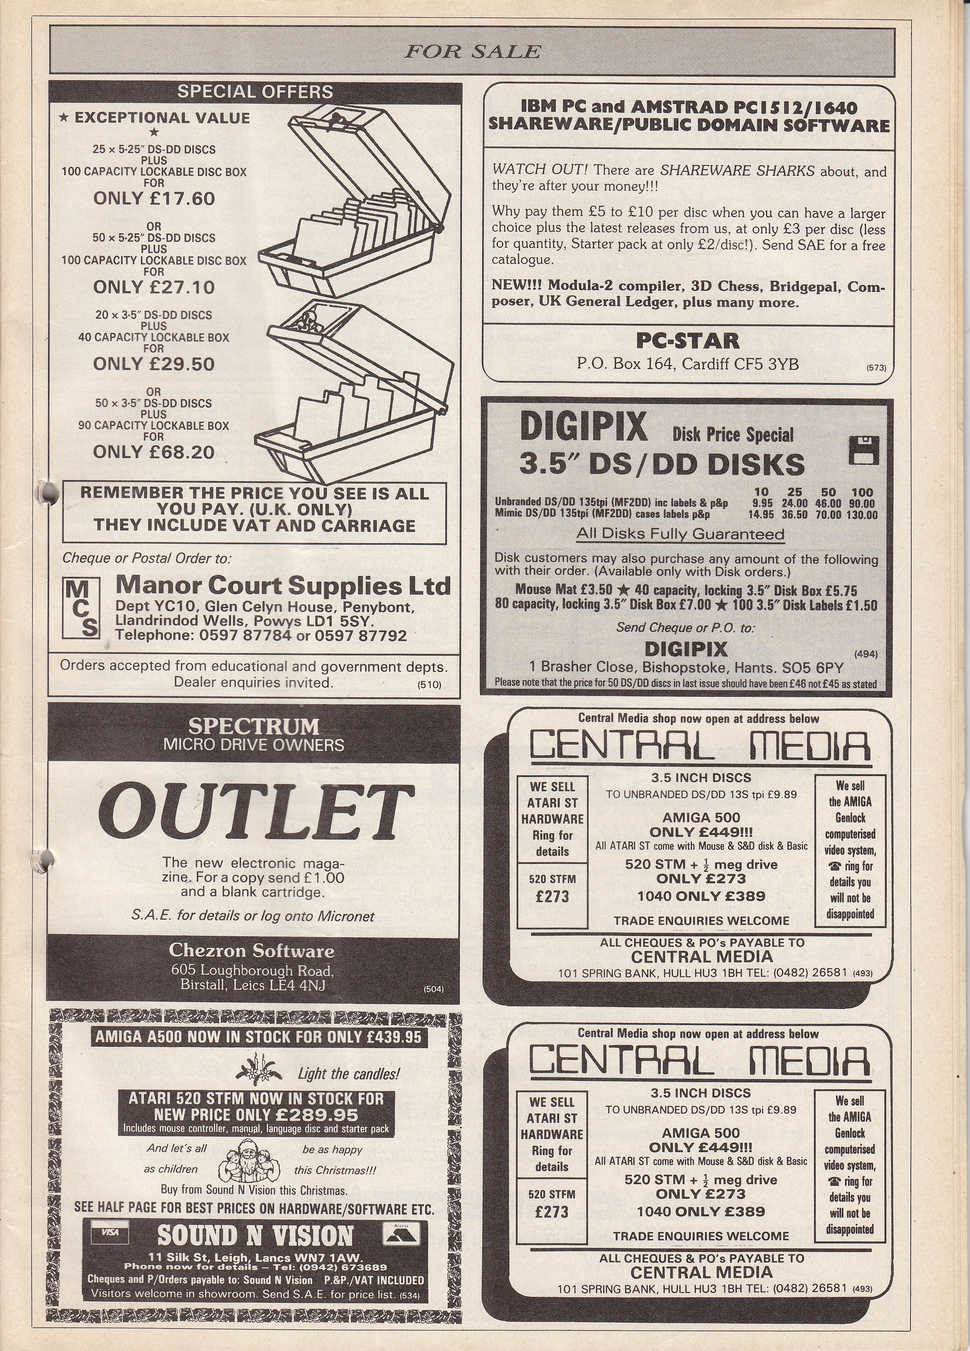 FOR SALE
SPECIAL OFFERS
★ EXCEPTIONAL VALUE
★
25 x 5·25" DS-DD DISCS
PLUS
100 CAPACITY LOCKABLE DISC BOX
FOR
ONLY £17.60
OR
50 x 5·25" DS-DD DISCS
PLUS
100 CAPACITY LOCKABLE DISC BOX
FOR
ONLY £27.10
20 x 3·5" DS-DD DISCS
PLUS
40 CAPACITY LOCKABLE BOX
FOR
ONLY £29.50
OR
50 x 3·5" DS-DD DISCS
PLUS
90 CAPACITY LOCKABLE BOX
FOR
ONLY £68.20
REMEMBER THE PRICE YOU SEE IS ALL
YOU PAY. (U.K. ONLY)
THEY INCLUDE VAT AND CARRIAGE
Cheque or Postal Order to:
MCS
Manor Court Supplies Ltd
Dept YC10, Glen Celyn House, Penybont,
Llandrindod Wells, Powys LD1 5SY.
Telephone: 0597 87784 or 0597 87792
Orders accepted from educational and government depts.
Dealer enquiries invited. (510)
SPECTRUM
MICRO DRIVE OWNERS
OUTLET
The new electronic maga-
zine. For a copy send £1.00
and a blank cartridge.
S.A.E. for details or log onto Micronet
Chezron Software
605 Loughborough Road,
Birstall, Leics LE4 4NJ (504)
AMIGA A500 NOW IN STOCK FOR ONLY £439.95
Light the candles!
ATARI 520 STFM NOW IN STOCK FOR
NEW PRICE ONLY £289.95
Includes mouse controller, manual, language disc and starter pack
And let's all be as happy
as children this Christmas!!!
Buy from Sound N Vision this Christmas.
SEE HALF PAGE FOR BEST PRICES ON HARDWARE/SOFTWARE ETC.
VISA
SOUND N VISION
11 Silk St, Leigh, Lancs WN7 1AW.
Phone now for details – Tel: (0942) 673689
Cheques and P/Orders payable to: Sound N Vision P.&P./VAT INCLUDED
Visitors welcome in showroom. Send S.A.E. for price list. (534)
IBM PC and AMSTRAD PC1512/1640
SHAREWARE/PUBLIC DOMAIN SOFTWARE
WATCH OUT! There are SHAREWARE SHARKS about, and
they're after your money!!!
Why pay them £5 to £10 per disc when you can have a larger
choice plus the latest releases from us, at only £3 per disc (less
for quantity, Starter pack at only £2/disc!). Send SAE for a free
catalogue.
NEW!!! Modula-2 compiler, 3D Chess, Bridgepal, Com-
poser, UK General Ledger, plus many more.
PC-STAR
P.O. Box 164, Cardiff CF5 3YB (573)
DIGIPIX Disk Price Special
3.5" DS/DD DISKS
10 25 50 100
Unbranded DS/DD 135tpi (MF2DD) inc labels & p&p 9.95 24.00 46.00 90.00
Mimic DS/DD 135tpi (MF2DD) cases labels p&p 14.95 36.50 70.00 130.00
All Disks Fully Guaranteed
Disk customers may also purchase any amount of the following
with their order. (Available only with Disk orders.)
Mouse Mat £3.50 ★ 40 capacity, locking 3.5" Disk Box £5.75
80 capacity, locking 3.5" Disk Box £7.00 ★ 100 3.5" Disk Labels £1.50
Send Cheque or P.O. to:
DIGIPIX (494)
1 Brasher Close, Bishopstoke, Hants. SO5 6PY
Please note that the price for 50 DS/DD discs in last issue should have been £46 not £45 as stated
Central Media shop now open at address below
CENTRAL MEDIA
WE SELL
ATARI ST
HARDWARE
Ring for
details
520 STFM
£273
3.5 INCH DISCS
TO UNBRANDED DS/DD 13S tpi £9.89
AMIGA 500
ONLY £449!!!
All ATARI ST come with Mouse & S&D disk & Basic
520 STM + ½ meg drive
ONLY £273
1040 ONLY £389
TRADE ENQUIRIES WELCOME
We sell
the AMIGA
Genlock
computerised
video system,
☎ ring for
details you
will not be
disappointed
ALL CHEQUES & PO's PAYABLE TO
CENTRAL MEDIA
101 SPRING BANK, HULL HU3 1BH TEL: (0482) 26581 (493)
Central Media shop now open at address below
CENTRAL MEDIA
WE SELL
ATARI ST
HARDWARE
Ring for
details
520 STFM
£273
3.5 INCH DISCS
TO UNBRANDED DS/DD 13S tpi £9.89
AMIGA 500
ONLY £449!!!
All ATARI ST come with Mouse & S&D disk & Basic
520 STM + ½ meg drive
ONLY £273
1040 ONLY £389
TRADE ENQUIRIES WELCOME
We sell
the AMIGA
Genlock
computerised
video system,
☎ ring for
details you
will not be
disappointed
ALL CHEQUES & PO's PAYABLE TO
CENTRAL MEDIA
101 SPRING BANK, HULL HU3 1BH TEL: (0482) 26581 (493)